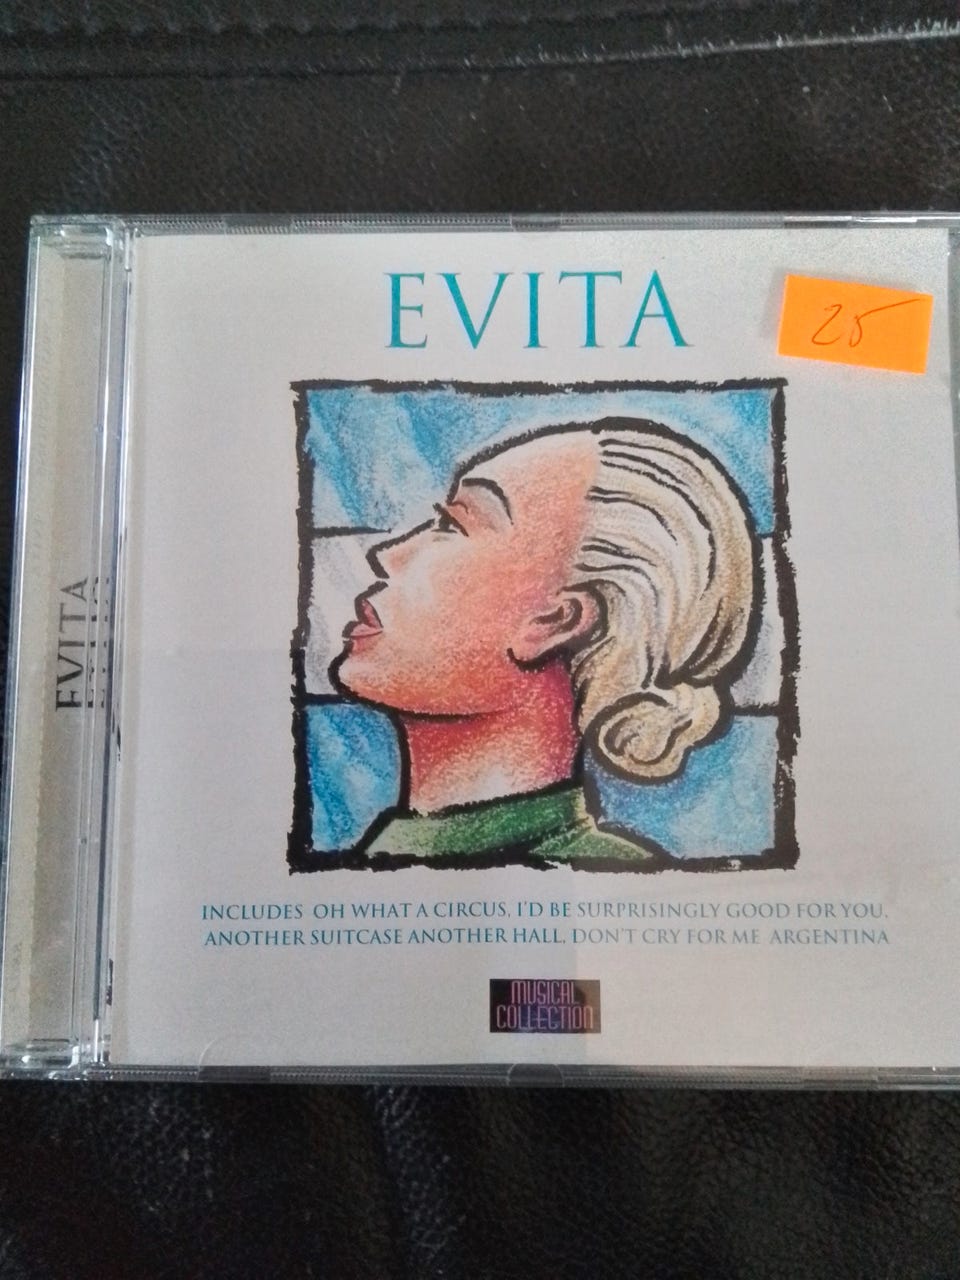 EVITA
25
EVITA
INCLUDES OH WHAT A CIRCUS, I'D BE SURPRISINGLY GOOD FOR YOU,
ANOTHER SUITCASE ANOTHER HALL, DON'T CRY FOR ME ARGENTINA
MUSICAL
COLLECTION